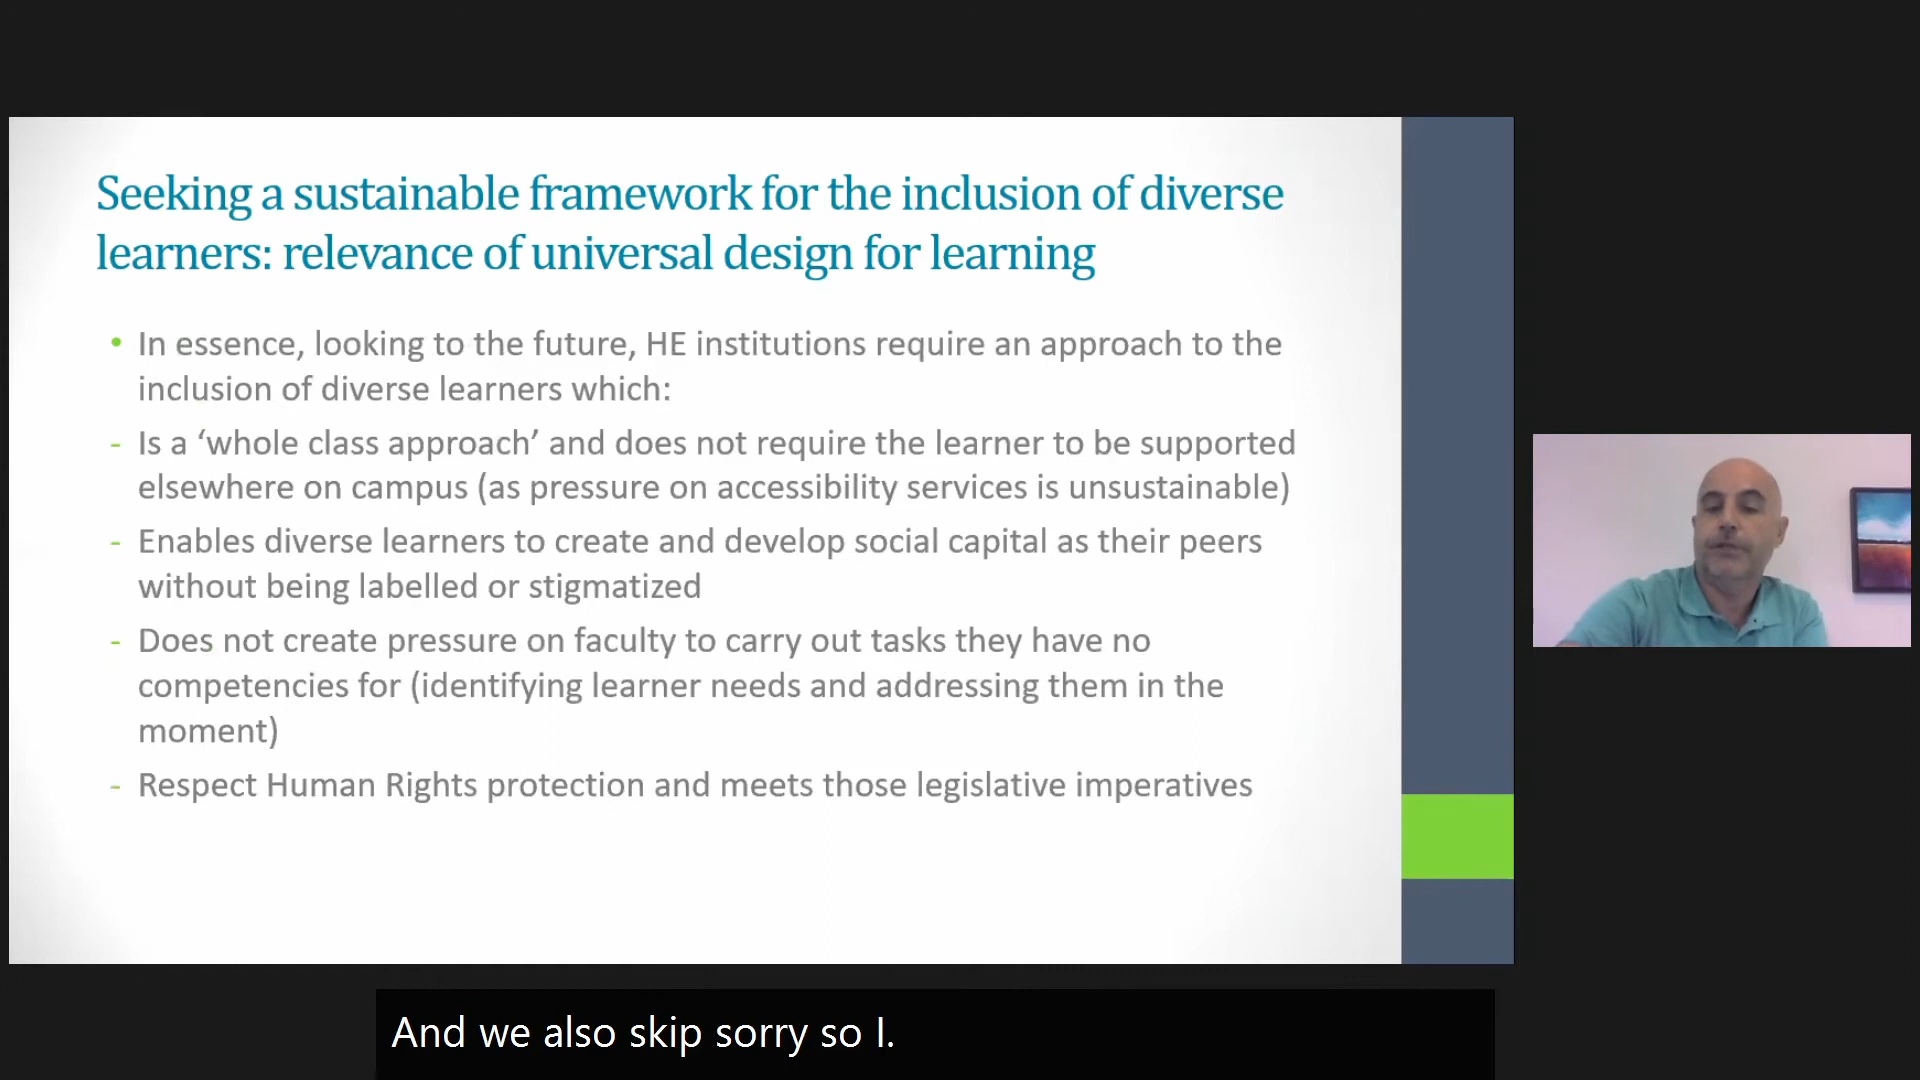 Seeking a sustainable framework for the inclusion of diverse
learners: relevance of universal design for learning
• In essence, looking to the future, HE institutions require an approach to the
inclusion of diverse learners which:
- Is a ‘whole class approach’ and does not require the learner to be supported
elsewhere on campus (as pressure on accessibility services is unsustainable)
- Enables diverse learners to create and develop social capital as their peers
without being labelled or stigmatized
- Does not create pressure on faculty to carry out tasks they have no
competencies for (identifying learner needs and addressing them in the
moment)
- Respect Human Rights protection and meets those legislative imperatives
And we also skip sorry so I.